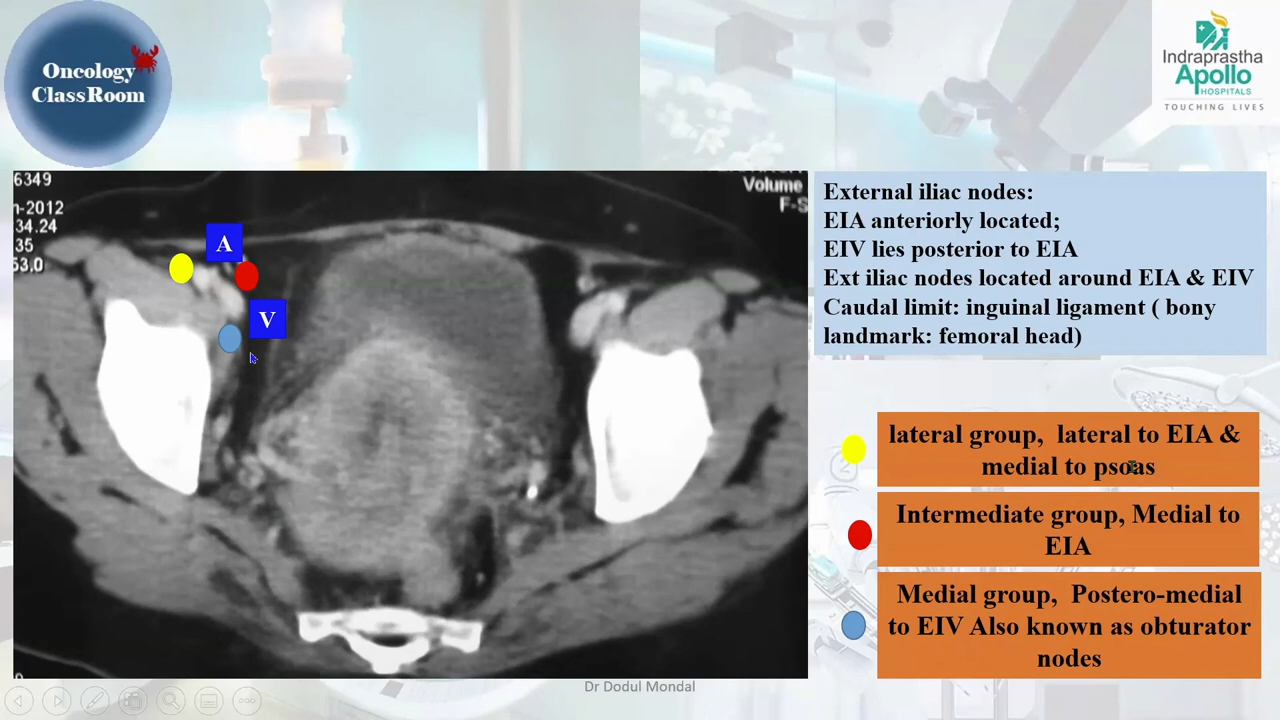 Oncology
ClassRoom
Indraprastha
Apollo
HOSPITALS
TOUCHING LIVES
6349
-2012
34.24
35
53,0
Volume
F-S
A
V
External iliac nodes:
EIA anteriorly located;
EIV lies posterior to EIA
Ext iliac nodes located around EIA & EIV
Caudal limit: inguinal ligament ( bony
landmark: femoral head)
lateral group, lateral to EIA &
medial to psoas
Intermediate group, Medial to
EIA
Medial group, Postero-medial
to EIV Also known as obturator
nodes
Dr Dodul Mondal